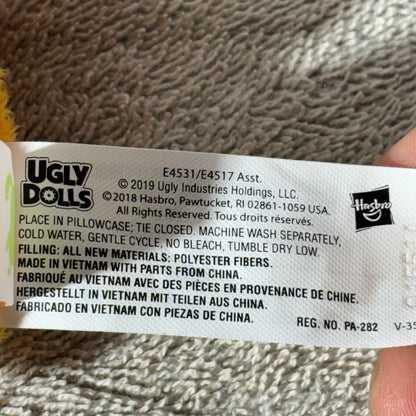 UGLY
DOLLS
E4531/E4517 Asst.
© 2019 Ugly Industries Holdings, LLC.
© 2018 Hasbro, Pawtucket, RI 02861-1059 USA.
All Rights Reserved. Tous droits réservés.
Hasbro
PLACE IN PILLOWCASE; TIE CLOSED. MACHINE WASH SEPARATELY,
COLD WATER, GENTLE CYCLE, NO BLEACH, TUMBLE DRY LOW.
FILLING: ALL NEW MATERIALS: POLYESTER FIBERS.
MADE IN VIETNAM WITH PARTS FROM CHINA.
FABRIQUÉ AU VIETNAM AVEC DES PIÈCES EN PROVENANCE DE CHINE.
HERGESTELLT IN VIETNAM MIT TEILEN AUS CHINA.
FABRICADO EN VIETNAM CON PIEZAS DE CHINA.
REG. NO. PA-282